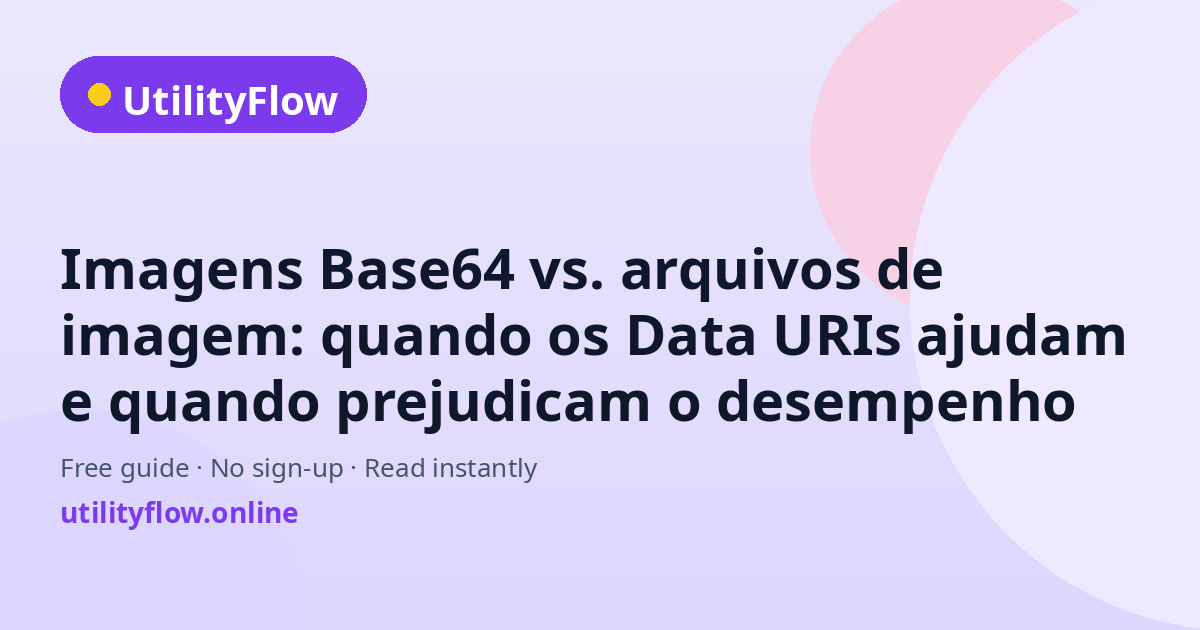 UtilityFlow
Imagens Base64 vs. arquivos de
imagem: quando os Data URIs ajudam
e quando prejudicam o desempenho
Free guide · No sign-up · Read instantly
utilityflow.online